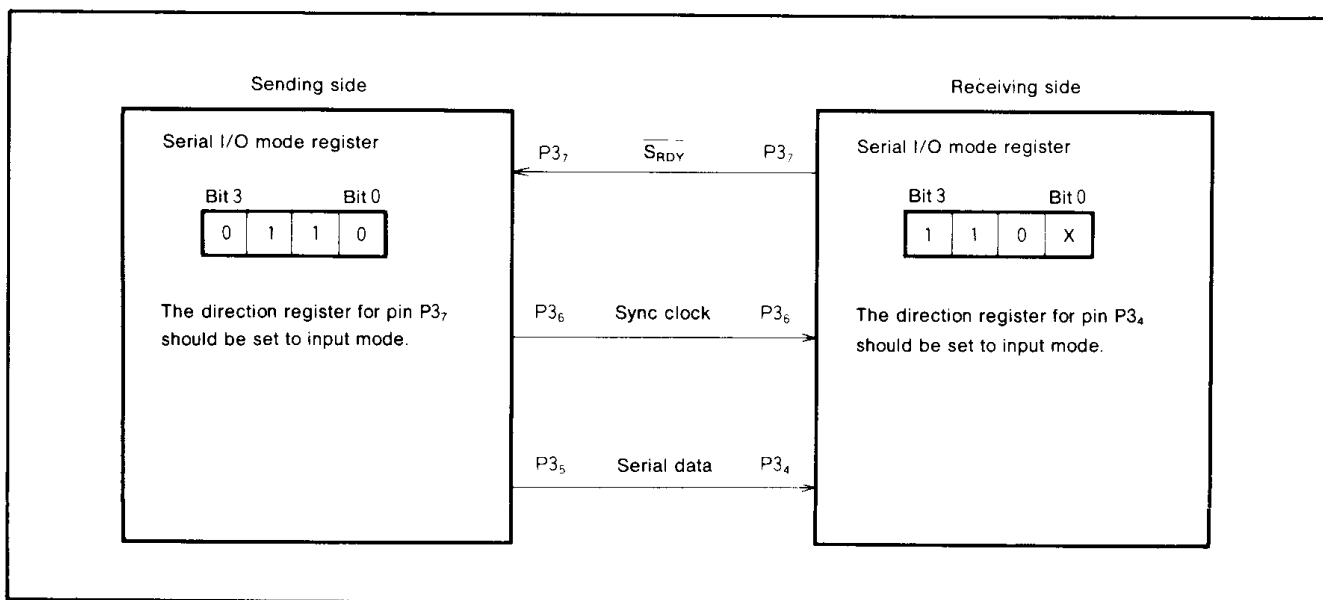 Sending side
Serial I/O mode register
Bit 3 Bit 0
0 1 1 0
The direction register for pin P3₇
should be set to input mode.
P3₇ S̅R̅D̅Y̅ P3₇
P3₆ Sync clock P3₆
P3₅ Serial data P3₄
Receiving side
Serial I/O mode register
Bit 3 Bit 0
1 1 0 X
The direction register for pin P3₄
should be set to input mode.